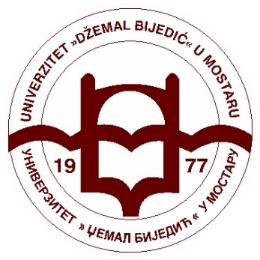 UNIVERZITET »DŽEMAL BIJEDIĆ« U MOSTARU
19 77
УНИВЕРЗИТЕТ » ЏЕМАЛ БИЈЕДИЋ « У МОСТАРУ